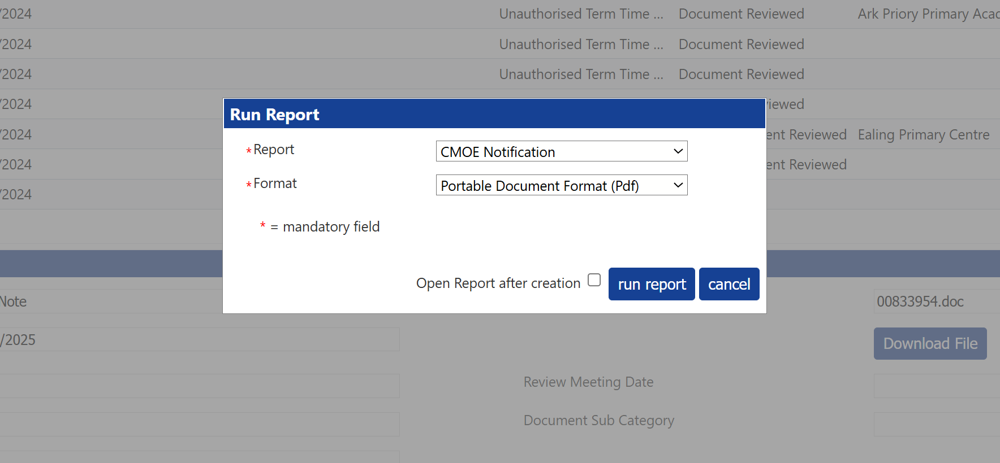 /2024 Unauthorised Term Time ... Document Reviewed Ark Priory Primary
/2024 Unauthorised Term Time ... Document Reviewed
/2024 Unauthorised Term Time ... Document Reviewed
/2024 iewed
Run Report
*Report CMOE Notification
/2024 ent Reviewed Ealing Primary Centre
/2024 ent Reviewed
*Format Portable Document Format (Pdf)
/2024
* = mandatory field
Open Report after creation run report cancel
Note 00833954.doc
/2025 Download File
Review Meeting Date
Document Sub Category